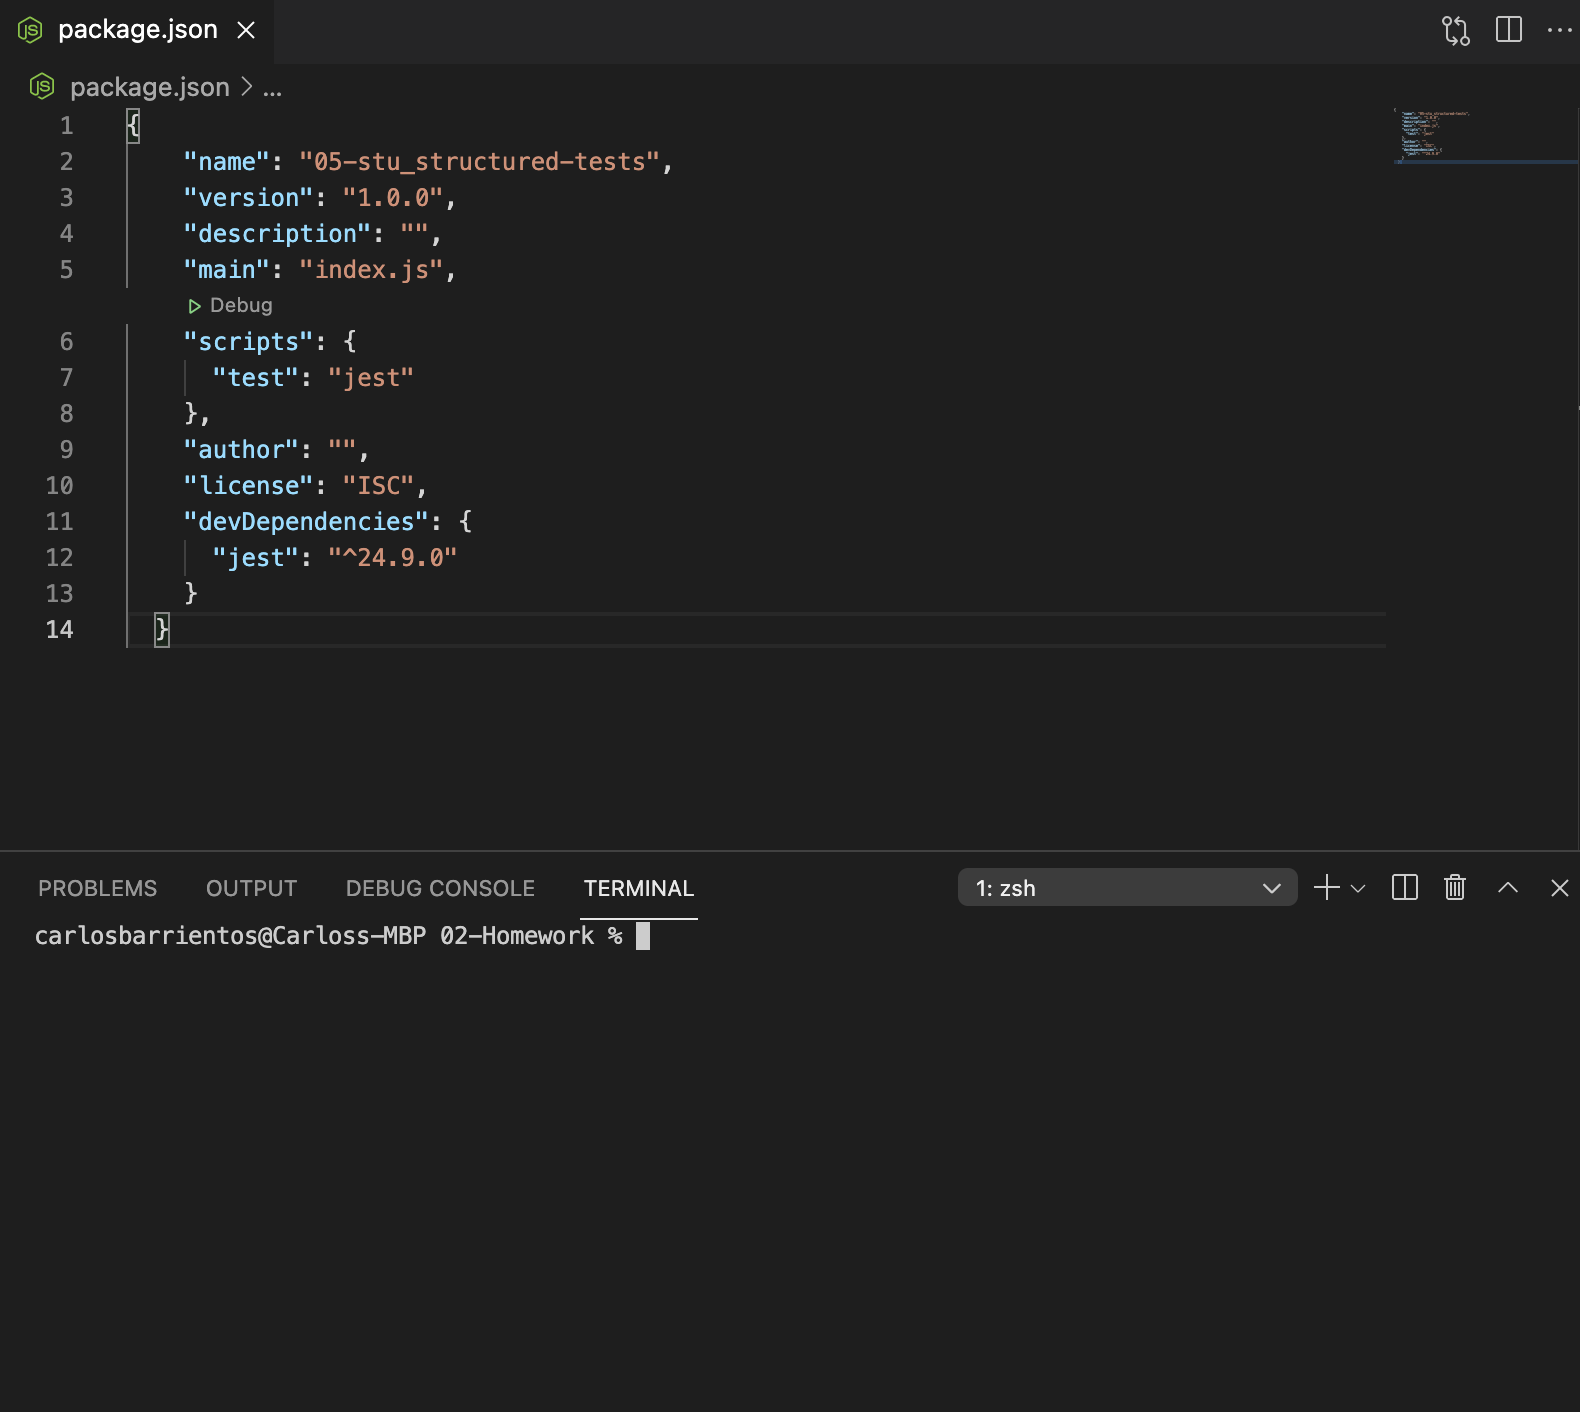 package.json
package.json > ...
1 {
2 "name": "05-stu_structured-tests",
3 "version": "1.0.0",
4 "description": "",
5 "main": "index.js",
Debug
6 "scripts": {
7 "test": "jest"
8 },
9 "author": "",
10 "license": "ISC",
11 "devDependencies": {
12 "jest": "^24.9.0"
13 }
14 }
PROBLEMS OUTPUT DEBUG CONSOLE TERMINAL 1: zsh
carlosbarrientos@Carloss-MBP 02-Homework %